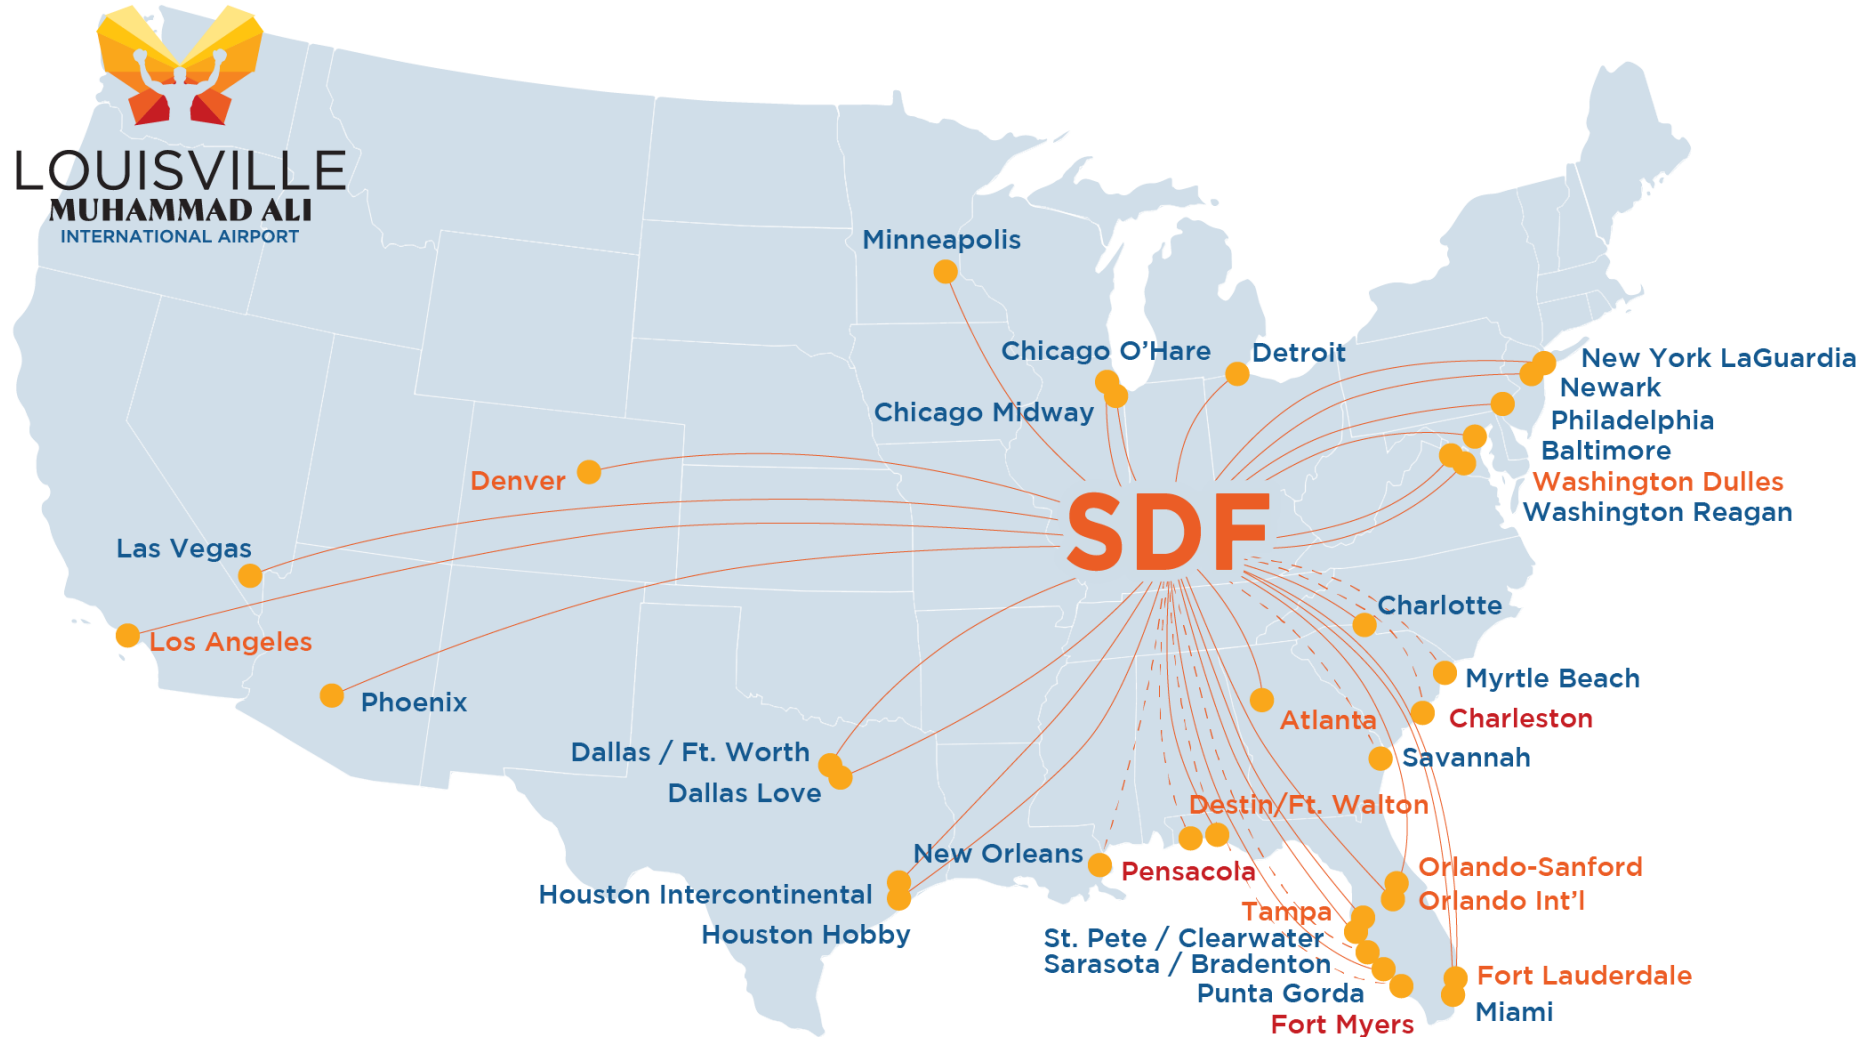 LOUISVILLE
MUHAMMAD ALI
INTERNATIONAL AIRPORT
Minneapolis
Chicago O’Hare
Detroit
New York LaGuardia
Newark
Chicago Midway
Philadelphia
Baltimore
Denver
Washington Dulles
Washington Reagan
SDF
Las Vegas
Charlotte
Los Angeles
Myrtle Beach
Phoenix
Charleston
Atlanta
Dallas / Ft. Worth
Savannah
Dallas Love
Destin/Ft. Walton
New Orleans
Pensacola
Orlando-Sanford
Houston Intercontinental
Orlando Int’l
Tampa
Houston Hobby
St. Pete / Clearwater
Sarasota / Bradenton
Fort Lauderdale
Punta Gorda
Miami
Fort Myers